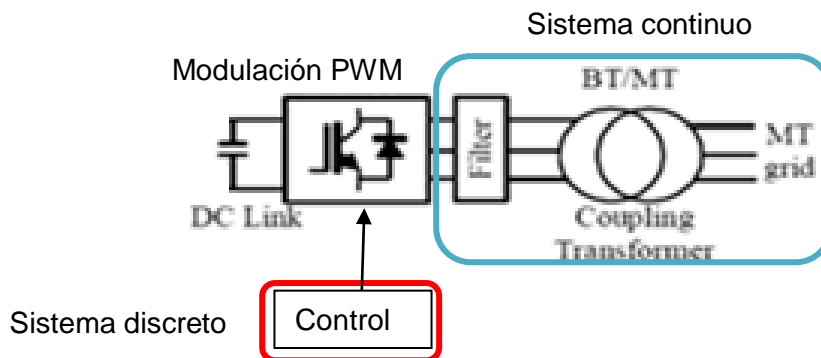 Sistema continuo
Modulación PWM
BT/MT
Filter
MT
grid
DC Link
Coupling
Transformer
Sistema discreto
Control